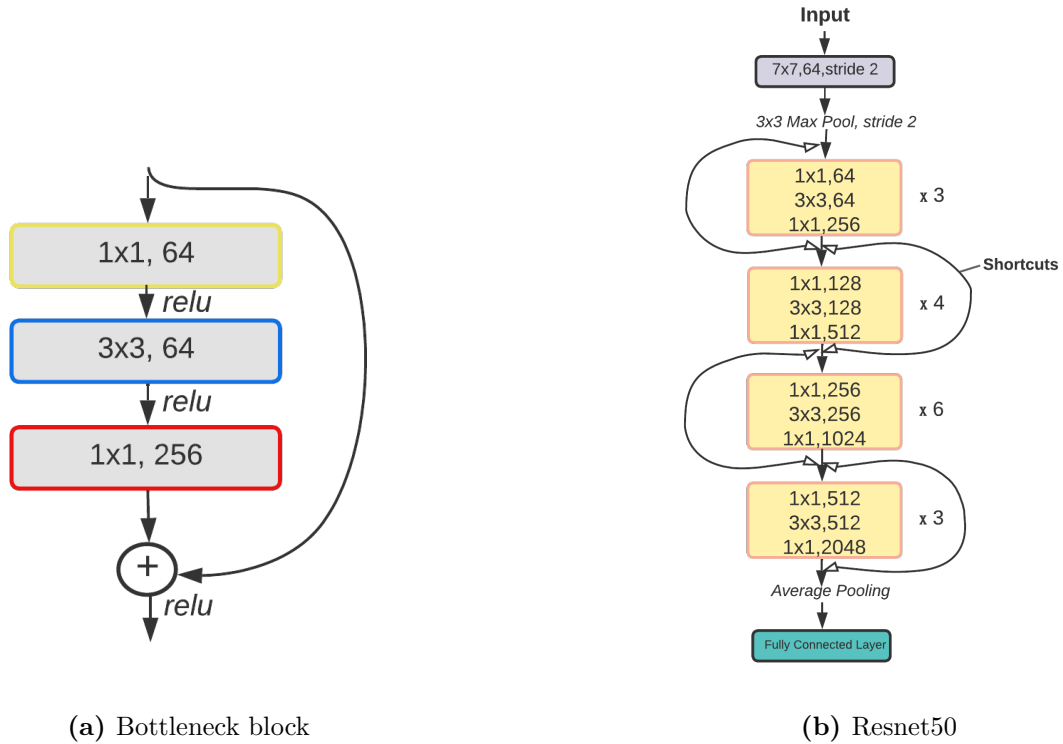 1x1, 64
relu
3x3, 64
relu
1x1, 256
+
relu
(a) Bottleneck block
Input
7x7,64,stride 2
3x3 Max Pool, stride 2
1x1,64
3x3,64
1x1,256
x 3
Shortcuts
1x1,128
3x3,128
1x1,512
x 4
1x1,256
3x3,256
1x1,1024
x 6
1x1,512
3x3,512
1x1,2048
x 3
Average Pooling
Fully Connected Layer
(b) Resnet50